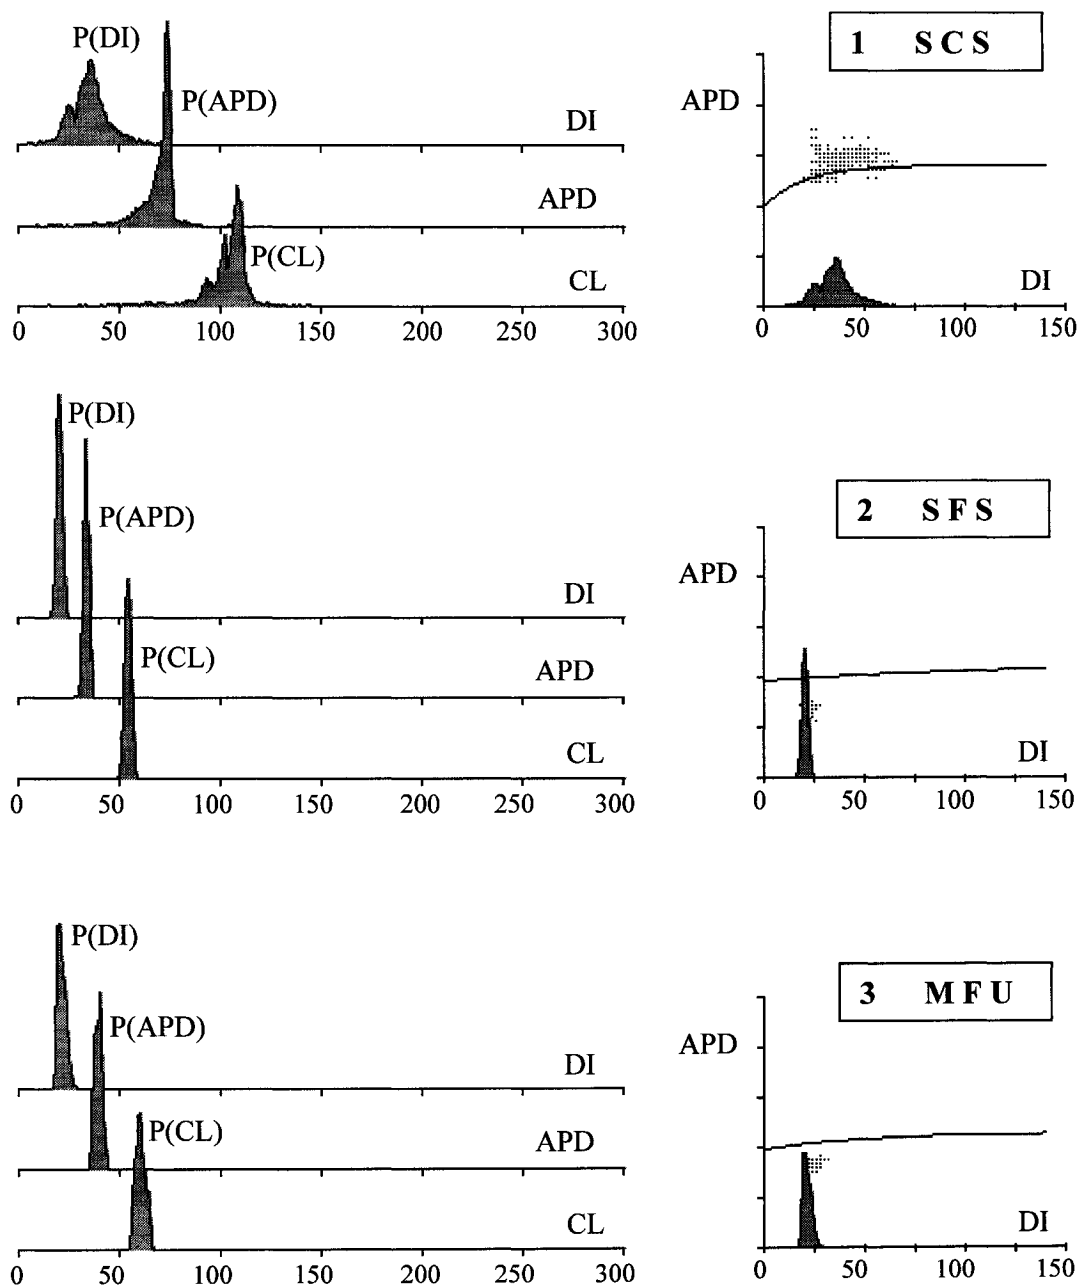 P(DI)
P(APD)
DI
APD
P(CL)
CL
0 50 100 150 200 250 300
1 SCS
APD
DI
0 50 100 150
P(DI)
P(APD)
DI
P(CL)
APD
CL
0 50 100 150 200 250 300
2 SFS
APD
DI
0 50 100 150
P(DI)
P(APD)
DI
P(CL)
APD
CL
0 50 100 150 200 250 300
3 MFU
APD
DI
0 50 100 150